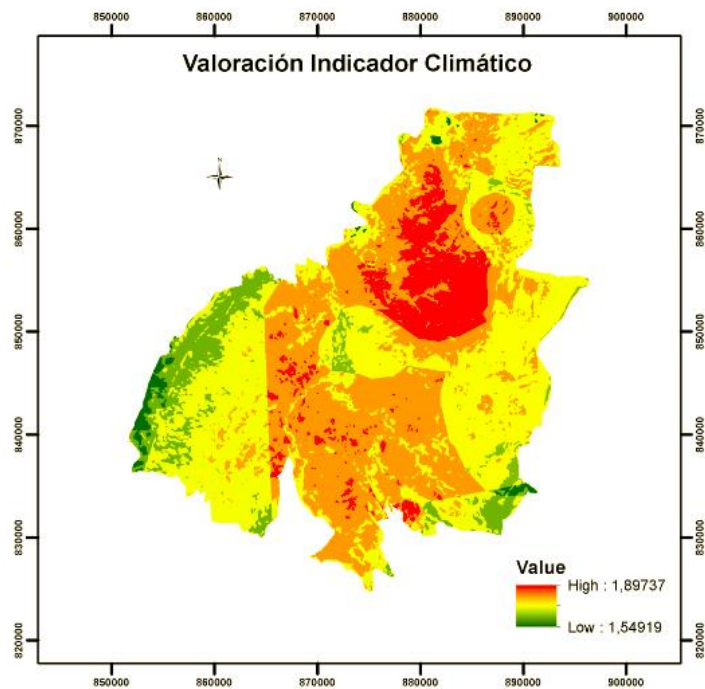 850000 860000 870000 880000 890000 900000
Valoración Indicador Climático
N
870000 870000
860000 860000
850000 850000
840000 840000
830000 830000
820000 820000
Value
High : 1,89737
Low : 1,54919
850000 860000 870000 880000 890000 900000